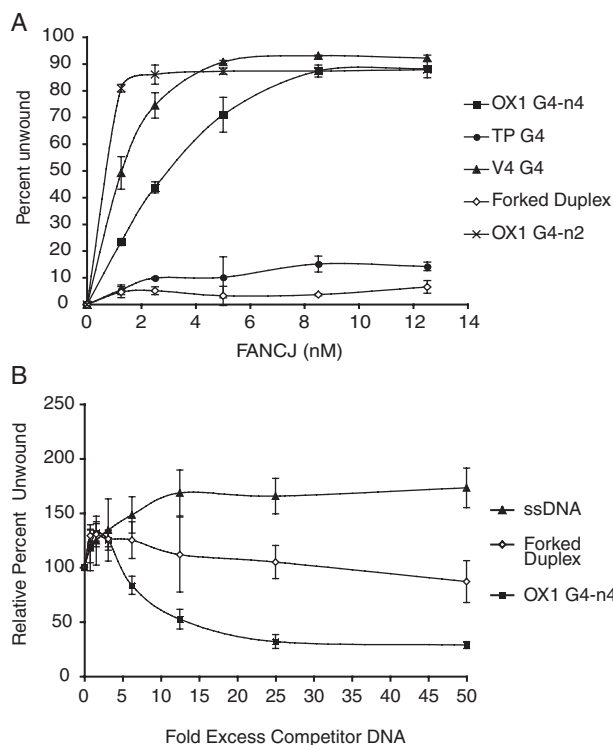 A
Percent unwound
100
90
80
70
60
50
40
30
20
10
0
0 2 4 6 8 10 12 14
FANCJ (nM)
OX1 G4-n4
TP G4
V4 G4
Forked Duplex
OX1 G4-n2
B
Relative Percent Unwound
250
200
150
100
50
0
0 5 10 15 20 25 30 35 40 45 50
Fold Excess Competitor DNA
ssDNA
Forked
Duplex
OX1 G4-n4